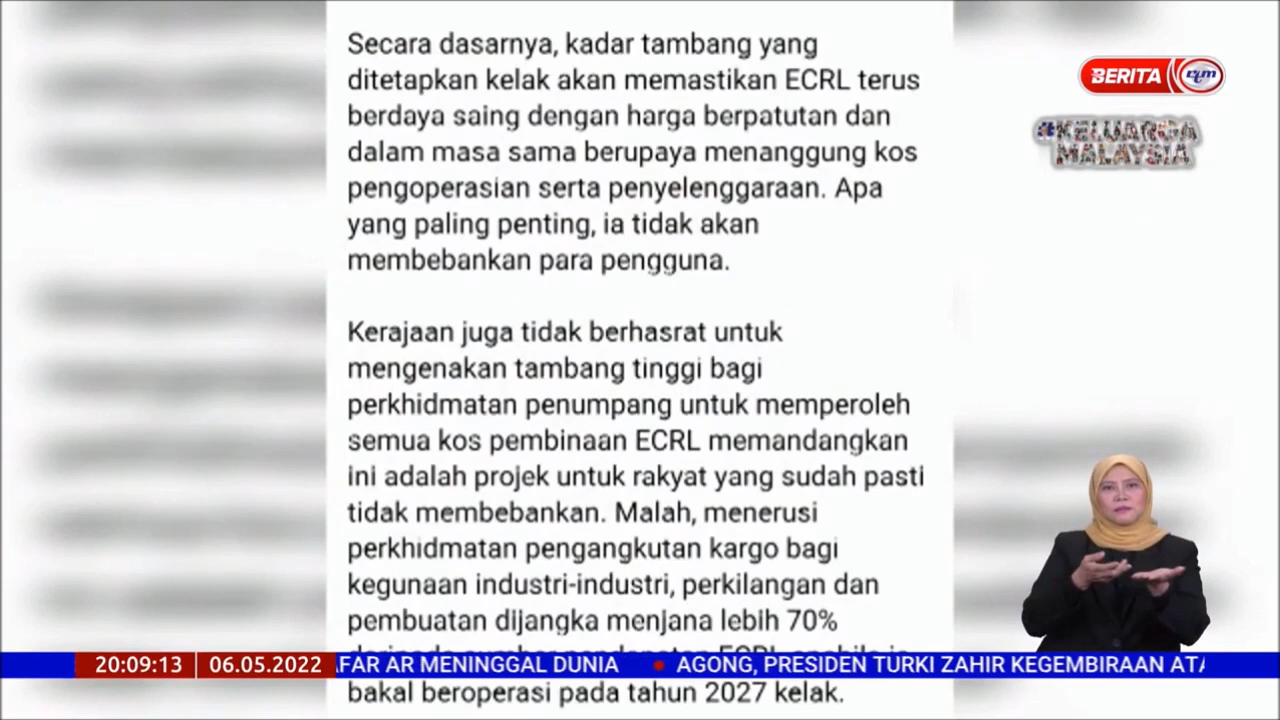 Secara dasarnya, kadar tambang yang
ditetapkan kelak akan memastikan ECRL terus
berdaya saing dengan harga berpatutan dan
dalam masa sama berupaya menanggung kos
pengoperasian serta penyelenggaraan. Apa
yang paling penting, ia tidak akan
membebankan para pengguna.
Kerajaan juga tidak berhasrat untuk
mengenakan tambang tinggi bagi
perkhidmatan penumpang untuk memperoleh
semua kos pembinaan ECRL memandangkan
ini adalah projek untuk rakyat yang sudah pasti
tidak membebankan. Malah, menerusi
perkhidmatan pengangkutan kargo bagi
kegunaan industri-industri, perkilangan dan
pembuatan dijangka menjana lebih 70%
bakal beroperasi pada tahun 2027 kelak.
BERITA rtm
#KELUARGA
MALAYSIA
20:09:13 06.05.2022 AFAR AR MENINGGAL DUNIA • AGONG, PRESIDEN TURKI ZAHIR KEGEMBIRAAN ATA